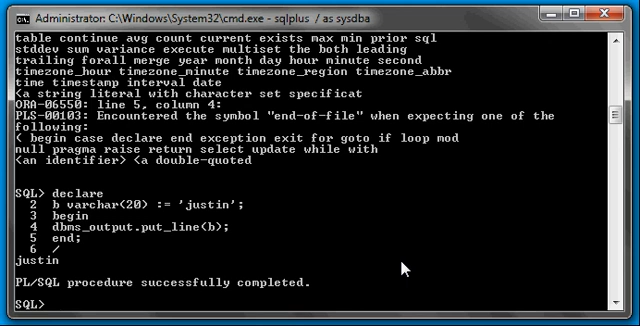 Administrator: C:\Windows\System32\cmd.exe - sqlplus / as sysdba
table continue avg count current exists max min prior sql
stddev sum variance execute multiset the both leading
trailing forall merge year month day hour minute second
timezone_hour timezone_minute timezone_region timezone_abbr
time timestamp interval date
<a string literal with character set specificat
ORA-06550: line 5, column 4:
PLS-00103: Encountered the symbol "end-of-file" when expecting one of the
following:
( begin case declare end exception exit for goto if loop mod
null pragma raise return select update while with
<an identifier> <a double-quoted
SQL> declare
2 b varchar(20) := 'justin';
3 begin
4 dbms_output.put_line(b);
5 end;
6 /
justin
PL/SQL procedure successfully completed.
SQL>